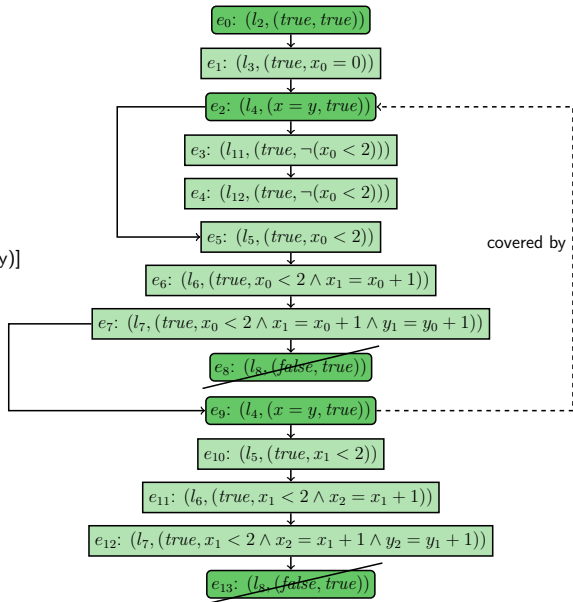 e₀: (l₂, (true, true))
e₁: (l₃, (true, x₀ = 0))
e₂: (l₄, (x = y, true))
e₃: (l₁₁, (true, ¬(x₀ < 2)))
e₄: (l₁₂, (true, ¬(x₀ < 2)))
e₅: (l₅, (true, x₀ < 2))
covered by
y)]
e₆: (l₆, (true, x₀ < 2 ∧ x₁ = x₀ + 1))
e₇: (l₇, (true, x₀ < 2 ∧ x₁ = x₀ + 1 ∧ y₁ = y₀ + 1))
e₈: (l₈, (false, true))
e₉: (l₄, (x = y, true))
e₁₀: (l₅, (true, x₁ < 2))
e₁₁: (l₆, (true, x₁ < 2 ∧ x₂ = x₁ + 1))
e₁₂: (l₇, (true, x₁ < 2 ∧ x₂ = x₁ + 1 ∧ y₂ = y₁ + 1))
e₁₃: (l₈, (false, true))